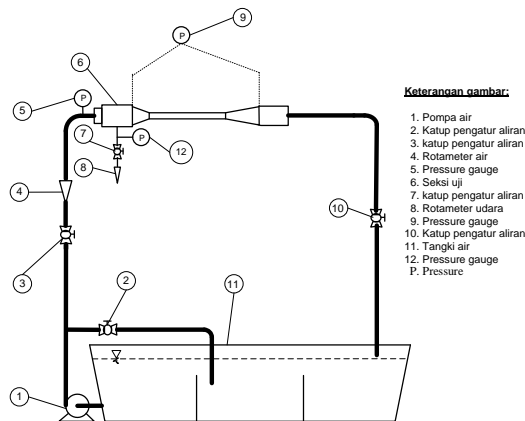 9
P
6
5
P
P
7
12
8
4
10
3
2
11
1
Keterangan gambar:
1. Pompa air
2. Katup pengatur aliran
3. katup pengatur aliran
4. Rotameter air
5. Pressure gauge
6. Seksi uji
7. katup pengatur aliran
8. Rotameter udara
9. Pressure gauge
10. Katup pengatur aliran
11. Tangki air
12. Pressure gauge
P. Pressure